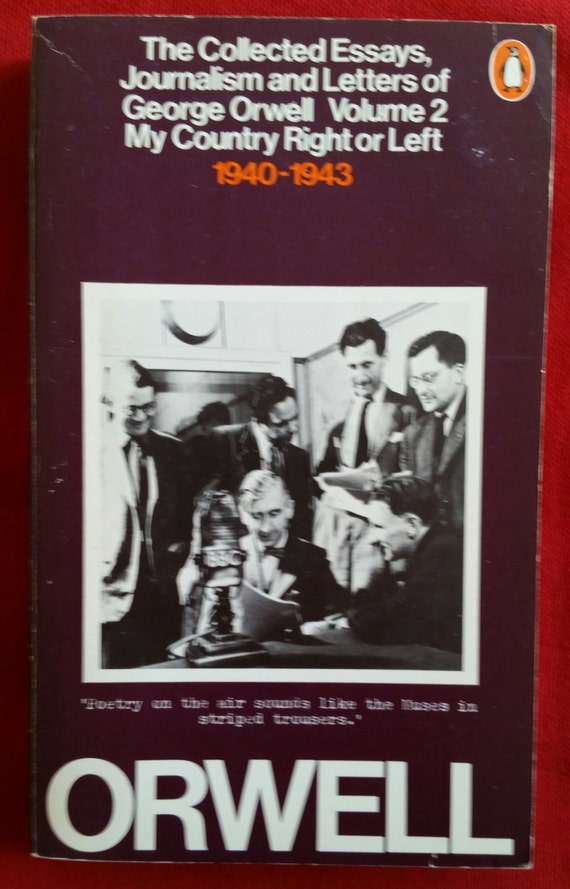 The Collected Essays,
Journalism and Letters of
George Orwell Volume 2
My Country Right or Left
1940-1943
BBC
"Poetry on the air sounds like the Muses in
striped trousers."
ORWELL